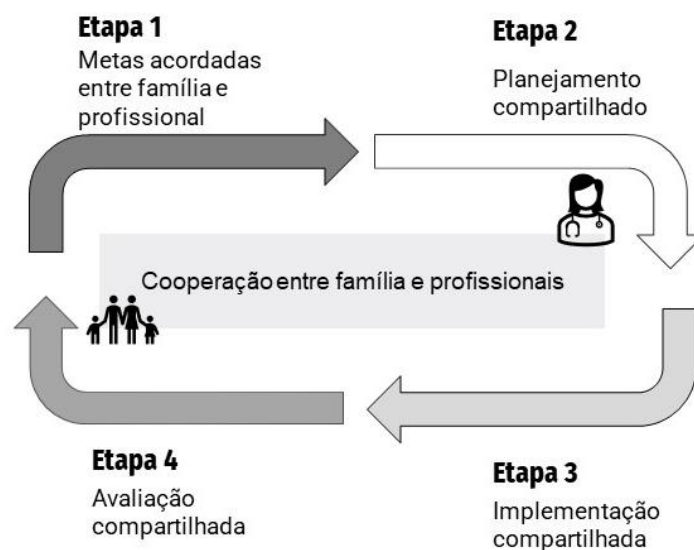 Etapa 1
Metas acordadas
entre família e
profissional
Etapa 2
Planejamento
compartilhado
Cooperação entre família e profissionais
Etapa 4
Avaliação
compartilhada
Etapa 3
Implementação
compartilhada